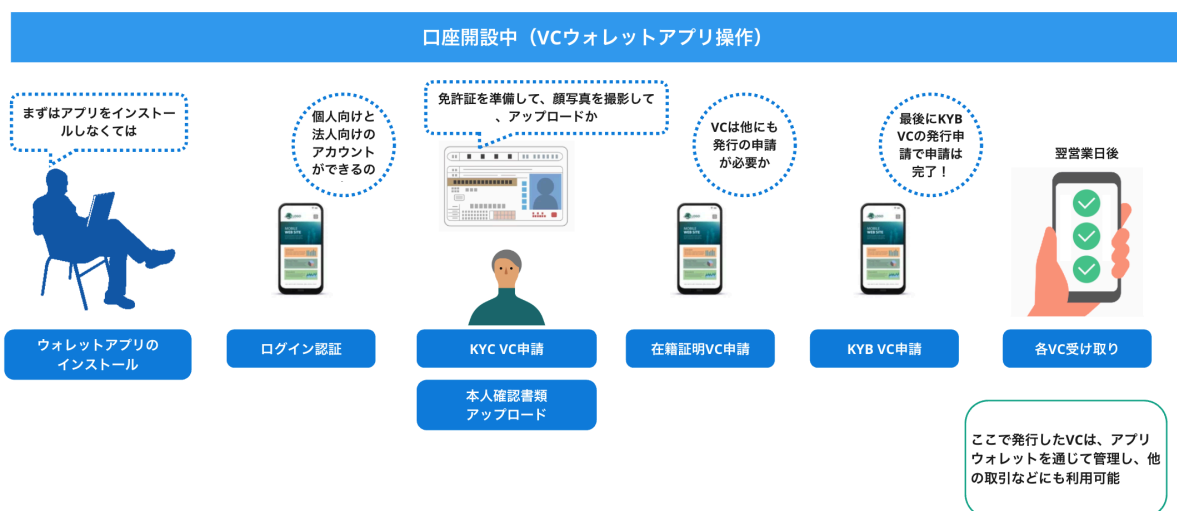 口座開設中（VCウォレットアプリ操作）
まずはアプリをインストー
ルしなくては
個人向けと
法人向けの
アカウント
ができるの
免許証を準備して、顔写真を撮影して
、アップロードか
VCは他にも
発行の申請
が必要か
最後にKYB
VCの発行申
請で申請は
完了！
翌営業日後
MOBILE
WEB SITE
MOBILE
WEB SITE
MOBILE
WEB SITE
ウォレットアプリの
インストール
ログイン認証
KYC VC申請
本人確認書類
アップロード
在籍証明VC申請
KYB VC申請
各VC受け取り
ここで発行したVCは、アプリ
ウォレットを通じて管理し、他
の取引などにも利用可能